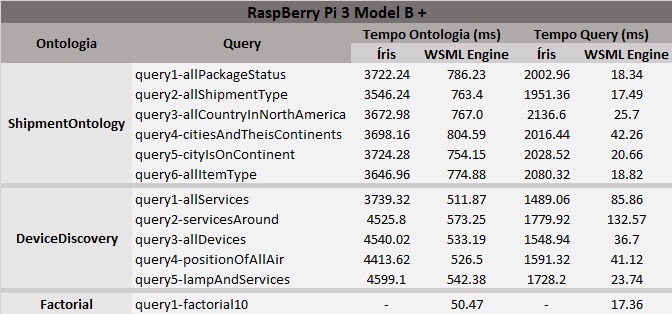 RaspBerry Pi 3 Model B +
Ontologia Query Tempo Ontologia (ms) Tempo Query (ms)
Íris WSML Engine Íris WSML Engine
ShipmentOntology
query1-allPackageStatus 3722.24 786.23 2002.96 18.34
query2-allShipmentType 3546.24 763.4 1951.36 17.49
query3-allCountryInNorthAmerica 3672.98 767.0 2136.6 25.7
query4-citiesAndTheisContinents 3698.16 804.59 2016.44 42.26
query5-cityIsOnContinent 3724.28 754.15 2028.52 20.66
query6-allItemType 3646.96 774.88 2080.32 18.82
DeviceDiscovery
query1-allServices 3739.32 511.87 1489.06 85.86
query2-servicesAround 4525.8 573.25 1779.92 132.57
query3-allDevices 4540.02 533.19 1548.94 36.7
query4-positionOfAllAir 4413.62 526.5 1591.32 41.12
query5-lampAndServices 4599.1 542.38 1728.2 23.74
Factorial query1-factorial10 - 50.47 - 17.36